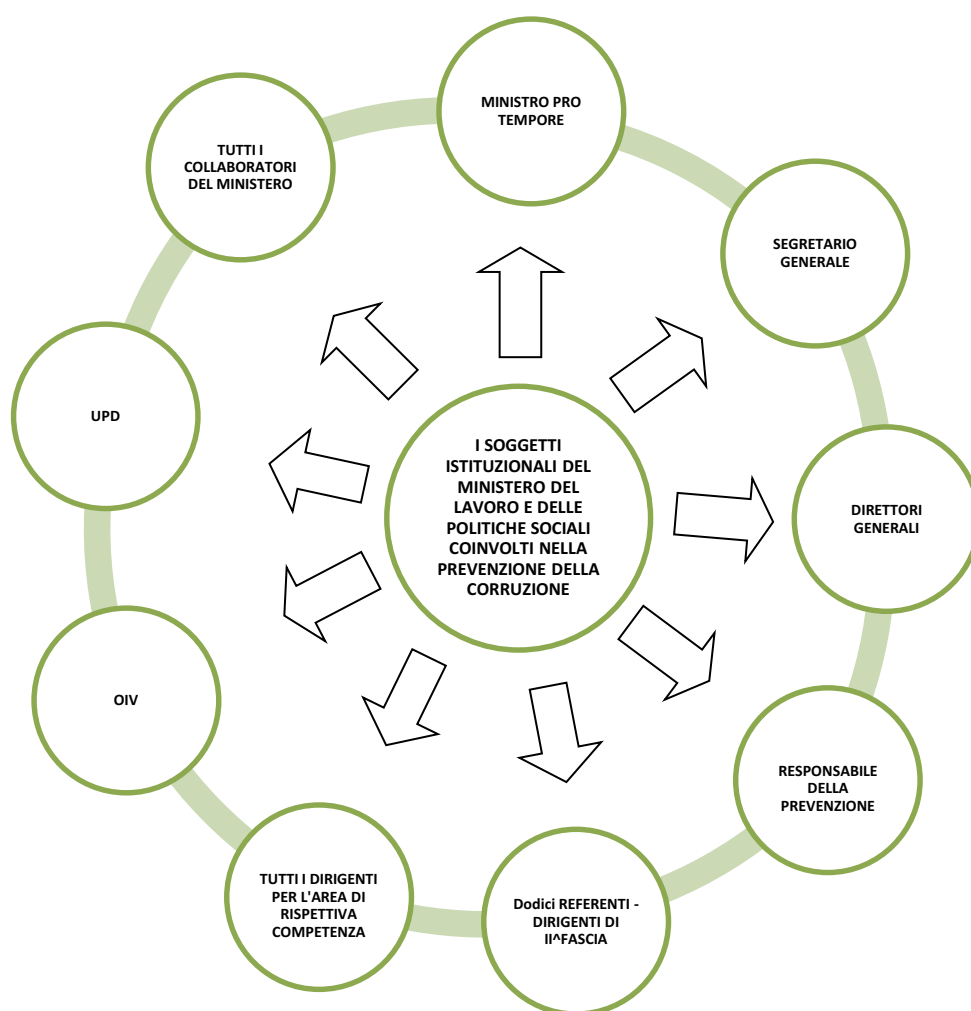 MINISTRO PRO
TEMPORE
SEGRETARIO
GENERALE
DIRETTORI
GENERALI
RESPONSABILE
DELLA
PREVENZIONE
Dodici REFERENTI -
DIRIGENTI DI
II^FASCIA
TUTTI I DIRIGENTI
PER L'AREA DI
RISPETTIVA
COMPETENZA
OIV
UPD
TUTTI I
COLLABORATORI
DEL MINISTERO
I SOGGETTI
ISTITUZIONALI DEL
MINISTERO DEL
LAVORO E DELLE
POLITICHE SOCIALI
COINVOLTI NELLA
PREVENZIONE DELLA
CORRUZIONE